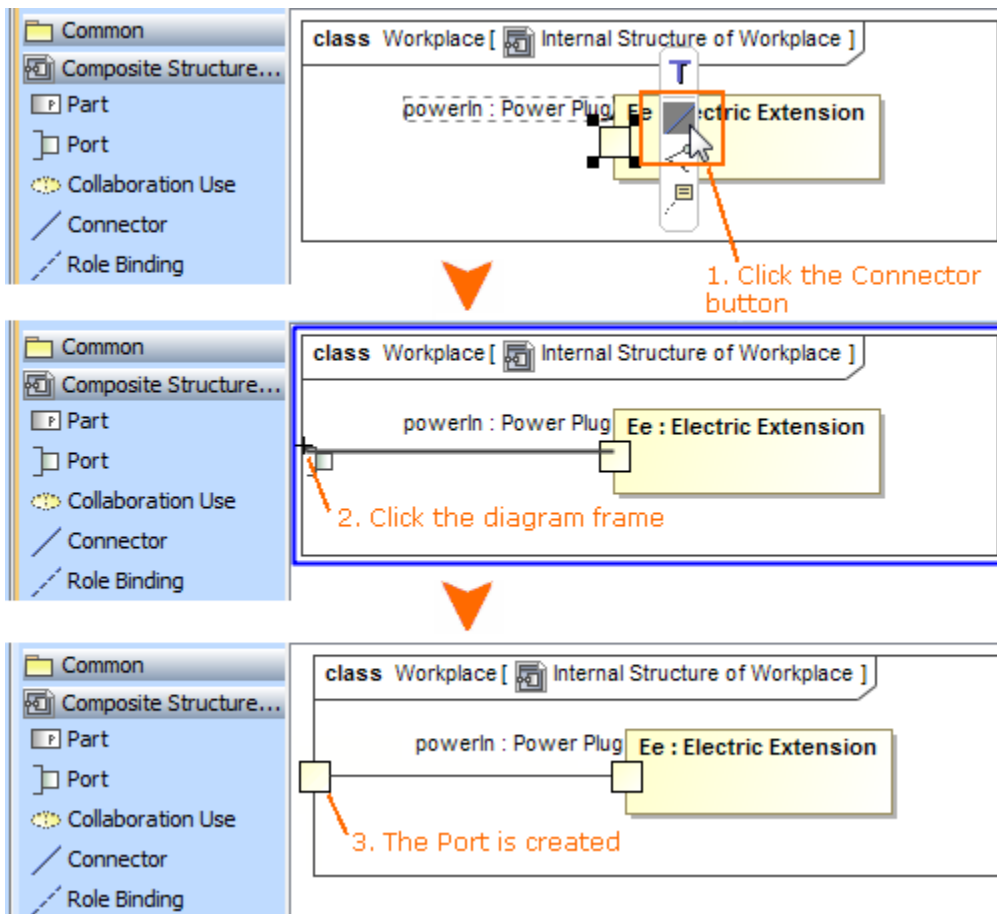 Common
Composite Structure...
Part
Port
Collaboration Use
Connector
Role Binding
class Workplace [ Internal Structure of Workplace ]
T
powerIn : Power Plug
Ee ctric Extension
1. Click the Connector
button
Common
Composite Structure...
Part
Port
Collaboration Use
Connector
Role Binding
class Workplace [ Internal Structure of Workplace ]
powerIn : Power Plug
Ee : Electric Extension
2. Click the diagram frame
Common
Composite Structure...
Part
Port
Collaboration Use
Connector
Role Binding
class Workplace [ Internal Structure of Workplace ]
powerIn : Power Plug
Ee : Electric Extension
3. The Port is created